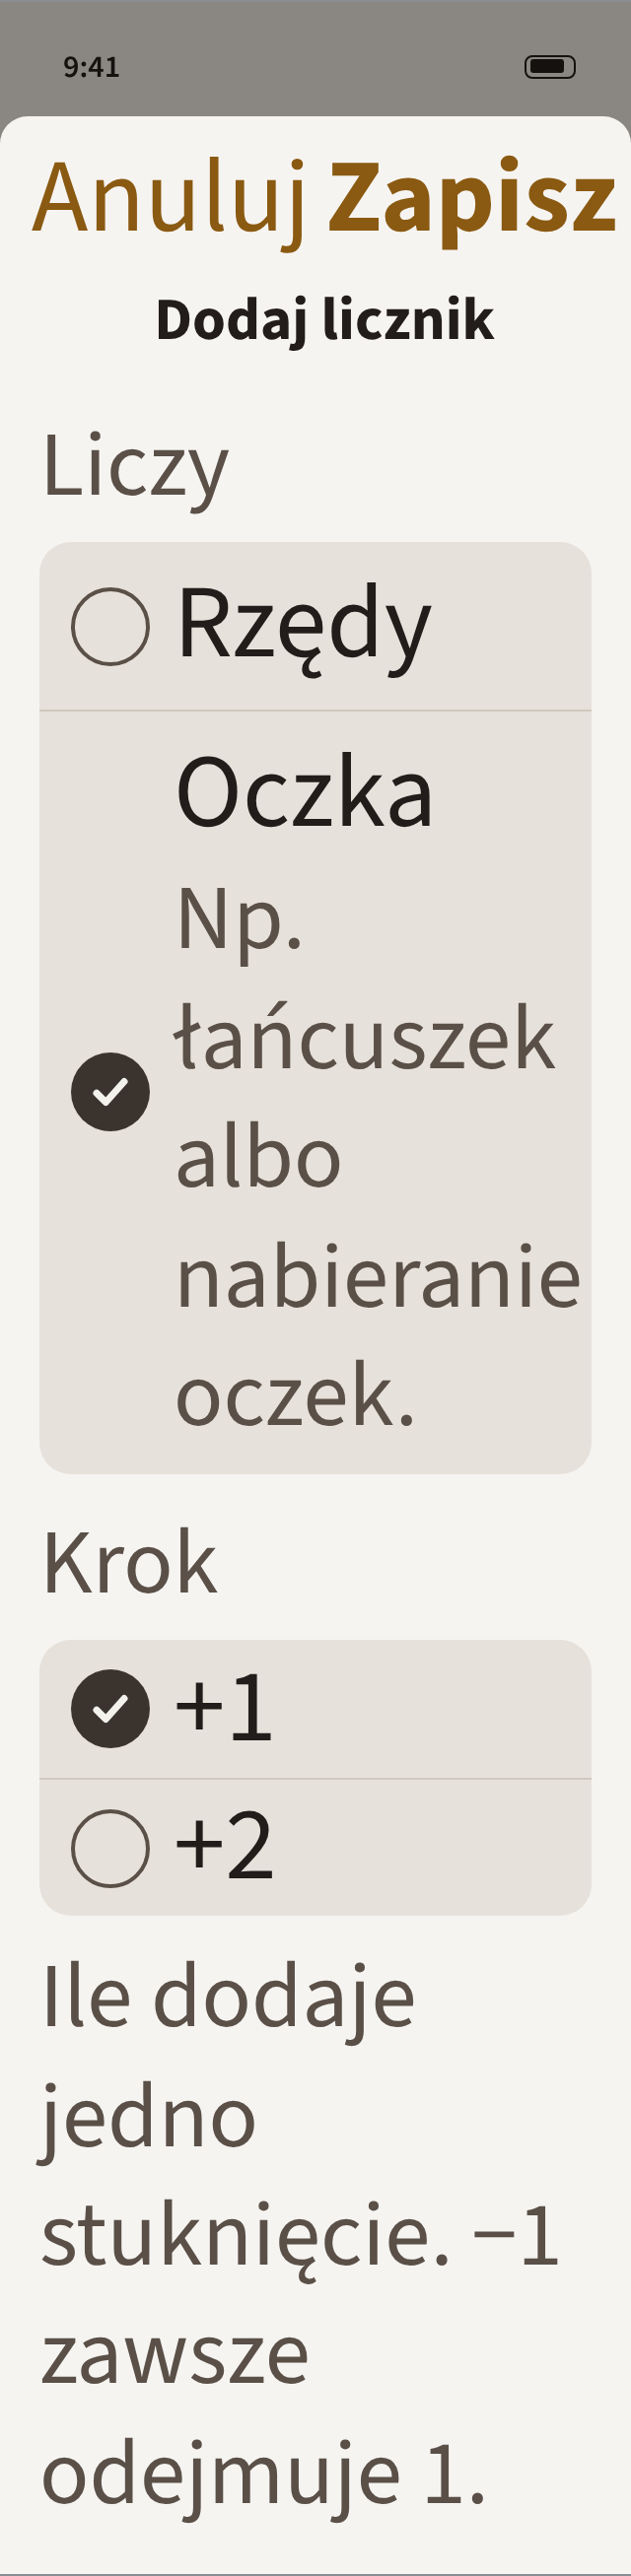 9:41
Anuluj Zapisz
Dodaj licznik
Liczy
Rzędy
Oczka
Np.
łańcuszek
albo
nabieranie
oczek.
Krok
+1
+2
Ile dodaje
jedno
stuknięcie. −1
zawsze
odejmuje 1.